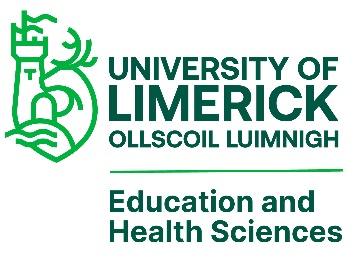 UNIVERSITY OF
LIMERICK
OLLSCOIL LUIMNIGH
Education and
Health Sciences